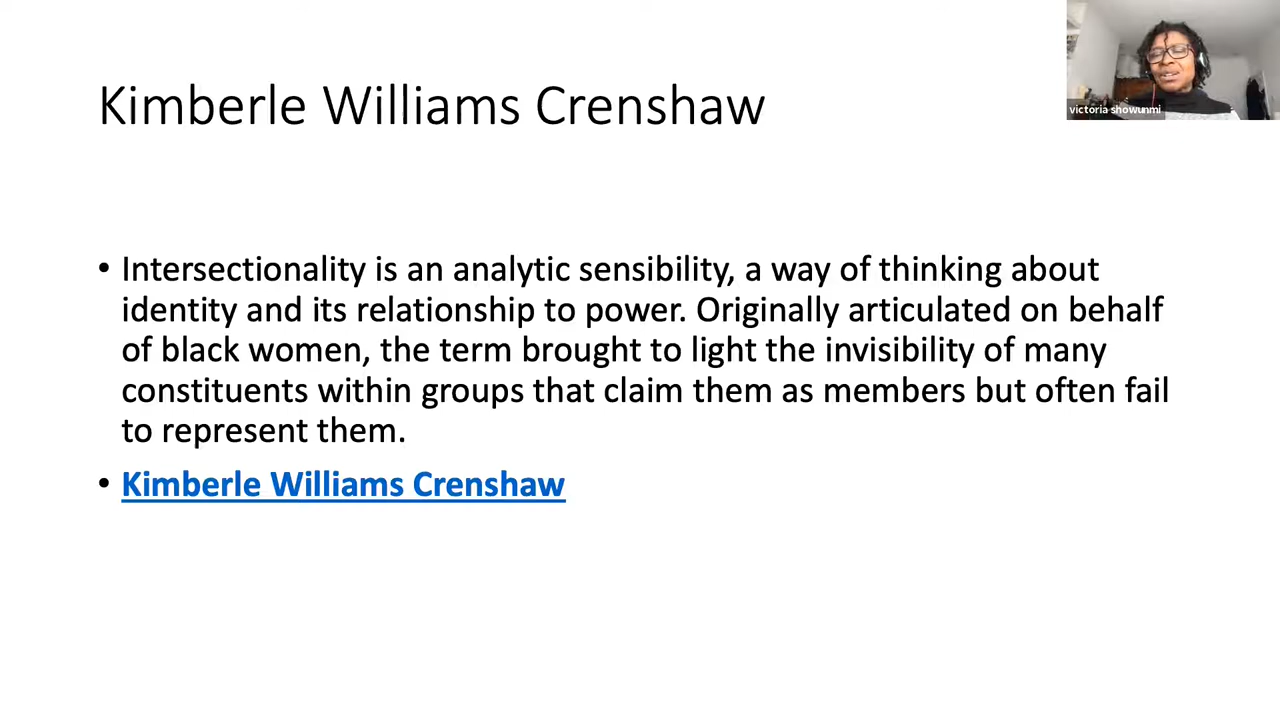 Kimberle Williams Crenshaw
victoria showunmi
• Intersectionality is an analytic sensibility, a way of thinking about
identity and its relationship to power. Originally articulated on behalf
of black women, the term brought to light the invisibility of many
constituents within groups that claim them as members but often fail
to represent them.
• Kimberle Williams Crenshaw